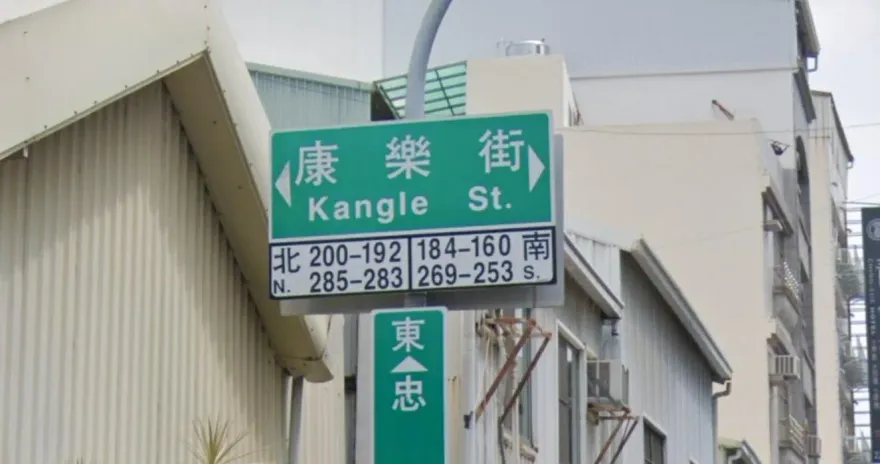 康樂街
Kangle St.
北 200-192 184-160 南
N. 285-283 269-253 S.
東
忠